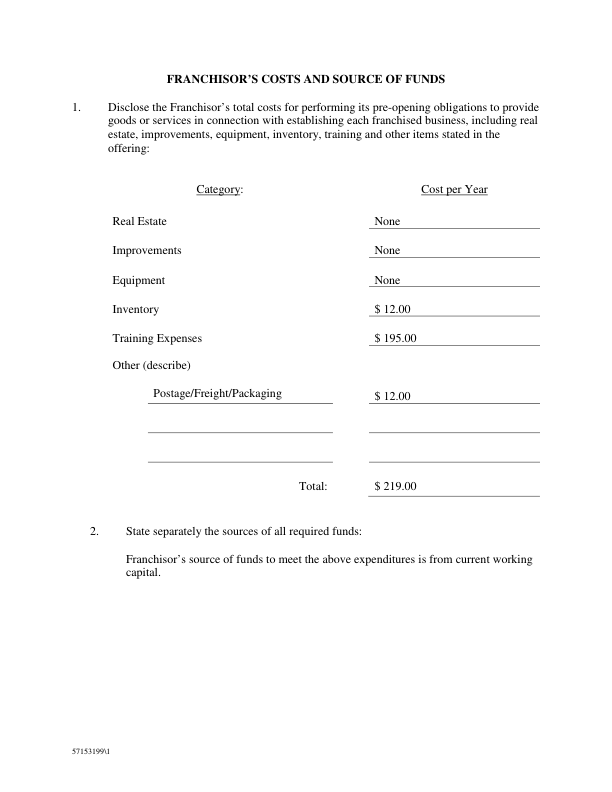 FRANCHISOR’S COSTS AND SOURCE OF FUNDS
1. Disclose the Franchisor’s total costs for performing its pre-opening obligations to provide
goods or services in connection with establishing each franchised business, including real
estate, improvements, equipment, inventory, training and other items stated in the
offering:
Category: Cost per Year
Real Estate None
Improvements None
Equipment None
Inventory $ 12.00
Training Expenses $ 195.00
Other (describe)
Postage/Freight/Packaging $ 12.00
Total: $ 219.00
2. State separately the sources of all required funds:
Franchisor’s source of funds to meet the above expenditures is from current working
capital.
57153199\1